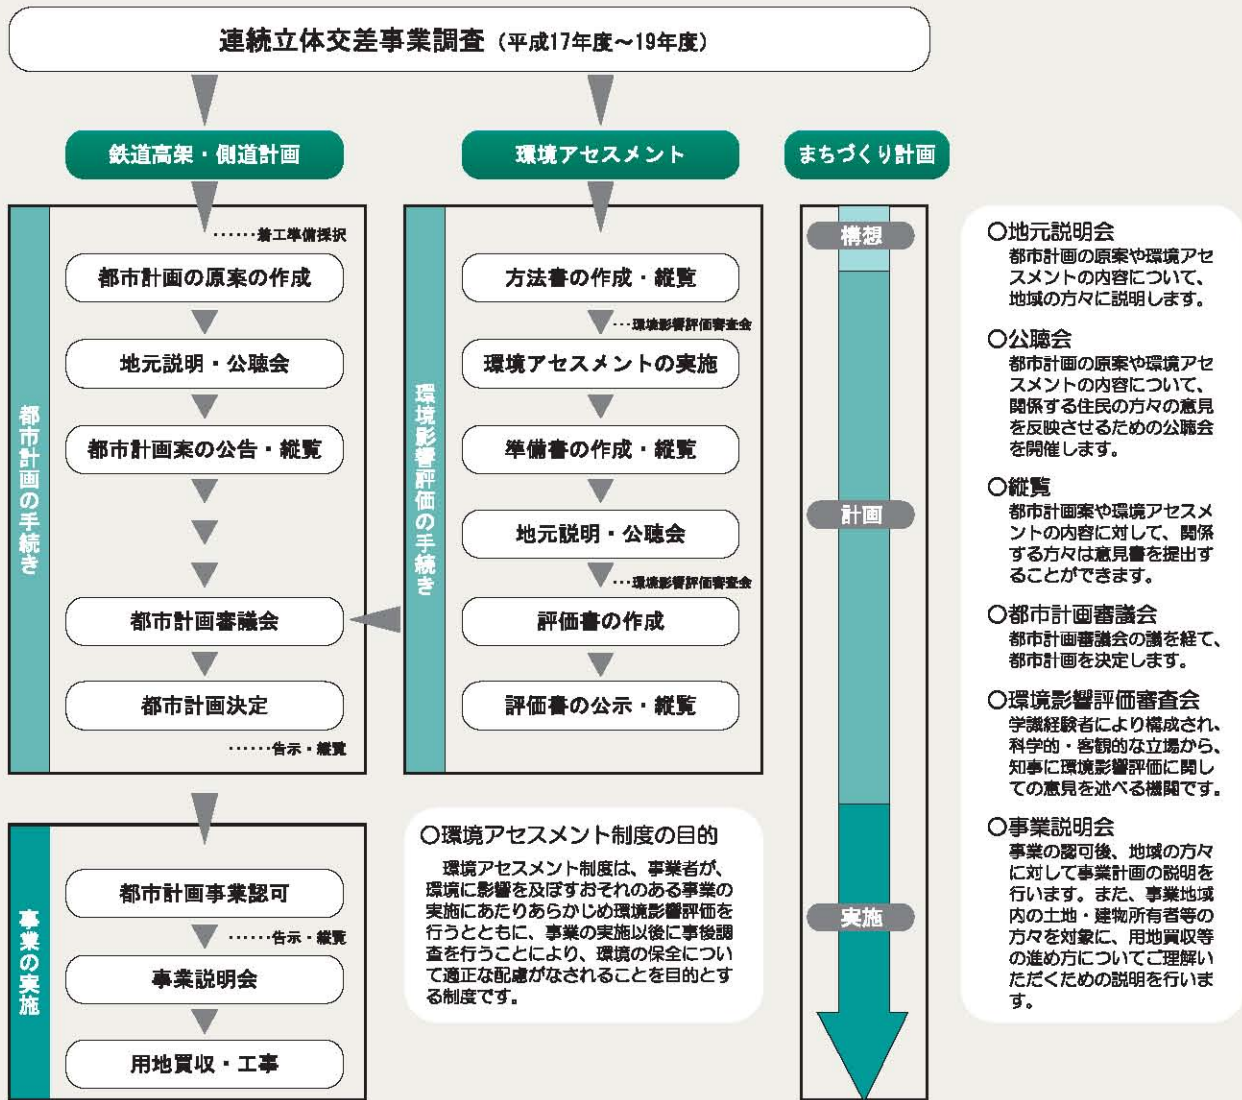 連続立体交差事業調査（平成17年度～19年度）
鉄道高架・側道計画
環境アセスメント
まちづくり計画
都市計画の手続き
……着工準備採択
都市計画の原案の作成
地元説明・公聴会
都市計画案の公告・縦覧
都市計画審議会
都市計画決定
……告示・縦覧
事業の実施
都市計画事業認可
……告示・縦覧
事業説明会
用地買収・工事
環境影響評価の手続き
方法書の作成・縦覧
…環境影響評価審査会
環境アセスメントの実施
準備書の作成・縦覧
地元説明・公聴会
…環境影響評価審査会
評価書の作成
評価書の公示・縦覧
○環境アセスメント制度の目的
環境アセスメント制度は、事業者が、
環境に影響を及ぼすおそれのある事業の
実施にあたりあらかじめ環境影響評価を
行うとともに、事業の実施以後に事後調
査を行うことにより、環境の保全につい
て適正な配慮がなされることを目的とす
る制度です。
構想
計画
実施
○地元説明会
都市計画の原案や環境アセ
スメントの内容について、
地域の方々に説明します。
○公聴会
都市計画の原案や環境アセ
スメントの内容について、
関係する住民の方々の意見
を反映させるための公聴会
を開催します。
○縦覧
都市計画案や環境アセスメ
ントの内容に対して、関係
する方々は意見書を提出す
ることができます。
○都市計画審議会
都市計画審議会の議を経て、
都市計画を決定します。
○環境影響評価審査会
学識経験者により構成され、
科学的・客観的な立場から、
知事に環境影響評価に関し
ての意見を述べる機関です。
○事業説明会
事業の認可後、地域の方々
に対して事業計画の説明を
行います。また、事業地域
内の土地・建物所有者等の
方々を対象に、用地買収等
の進め方についてご理解い
ただくための説明を行いま
す。